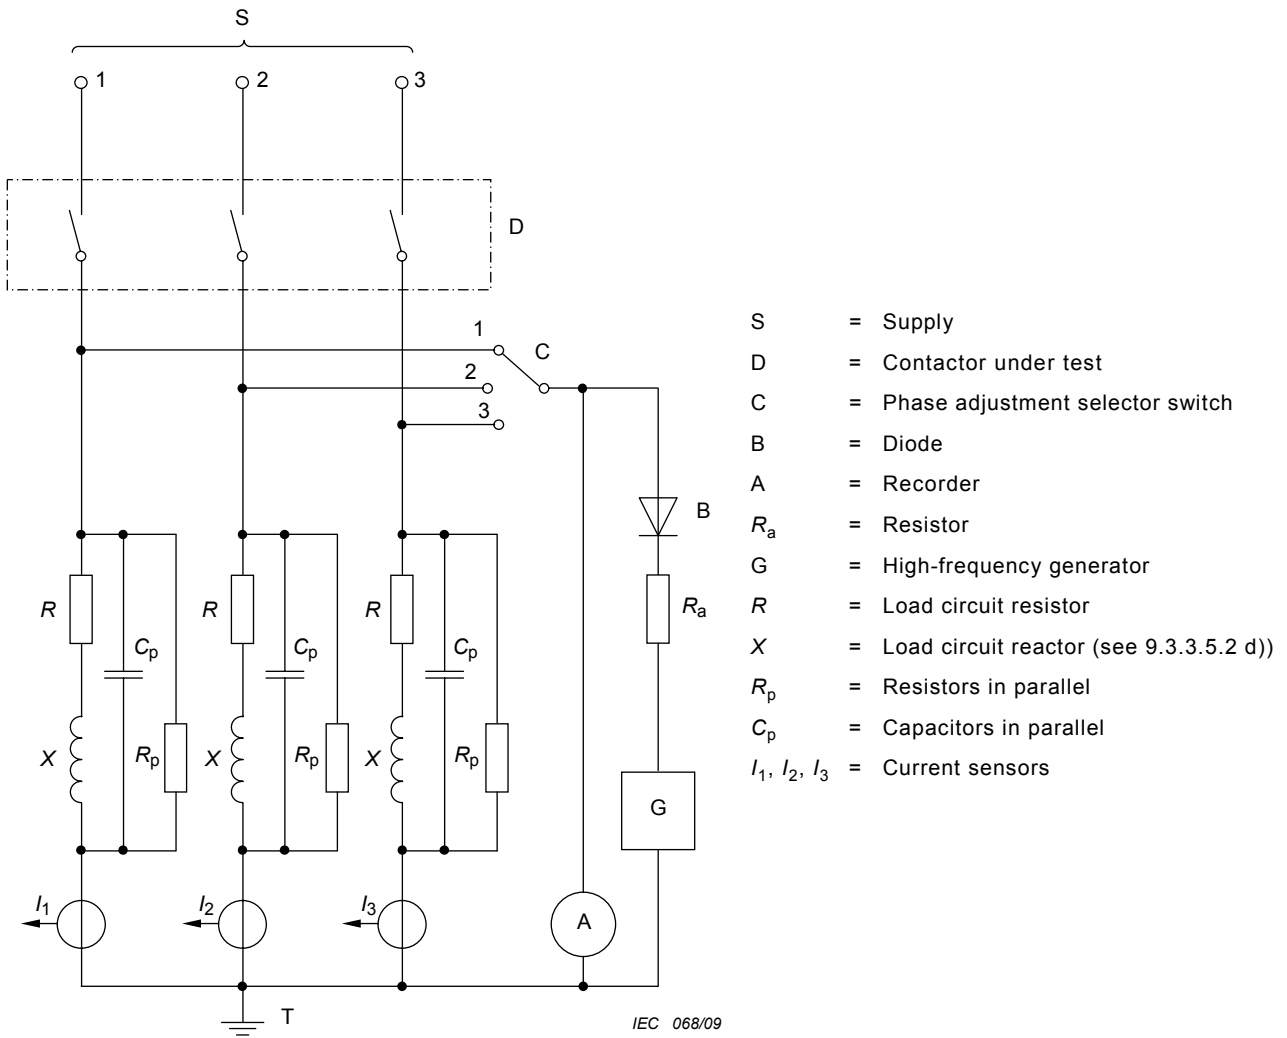 S
1 2 3
D
1
C
2
3
B
R R R Ra
Cp Cp Cp
X Rp X Rp X Rp
G
I1 I2 I3
A
T
IEC 068/09
S = Supply
D = Contactor under test
C = Phase adjustment selector switch
B = Diode
A = Recorder
Ra = Resistor
G = High-frequency generator
R = Load circuit resistor
X = Load circuit reactor (see 9.3.3.5.2 d))
Rp = Resistors in parallel
Cp = Capacitors in parallel
I1, I2, I3 = Current sensors